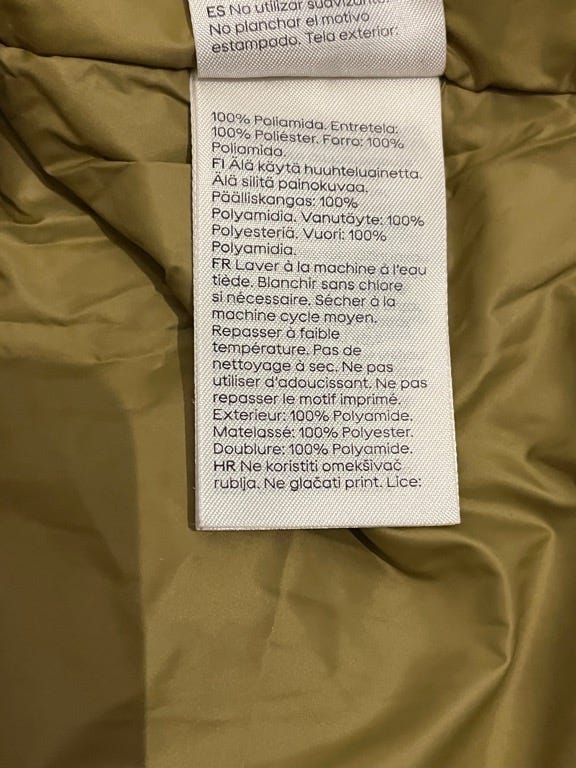 ES No utilizar suavizante.
No planchar el motivo
estampado. Tela exterior:
100% Poliamida. Entretela:
100% Poliéster. Forro: 100%
Poliamida.
FI Älä käytä huuhteluainetta.
Älä silitä painokuvaa.
Päälliskangas: 100%
Polyamidia. Vanutäyte: 100%
Polyesteriä. Vuori: 100%
Polyamidia.
FR Laver à la machine à l'eau
tiède. Blanchir sans chlore
si nécessaire. Sécher à la
machine cycle moyen.
Repasser à faible
température. Pas de
nettoyage à sec. Ne pas
utiliser d'adoucissant. Ne pas
repasser le motif imprimé.
Exterieur: 100% Polyamide.
Matelassé: 100% Polyester.
Doublure: 100% Polyamide.
HR Ne koristiti omekšivač
rublja. Ne glačati print. Lice: